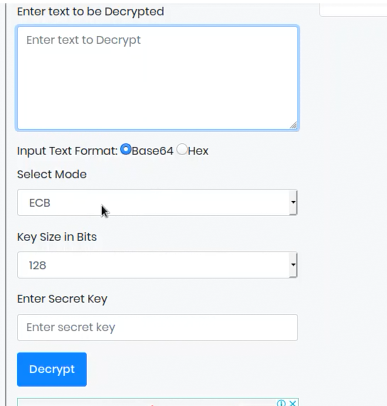 Enter text to be Decrypted
Enter text to Decrypt
Input Text Format: Base64 Hex
Select Mode
ECB
Key Size in Bits
128
Enter Secret Key
Enter secret key
Decrypt